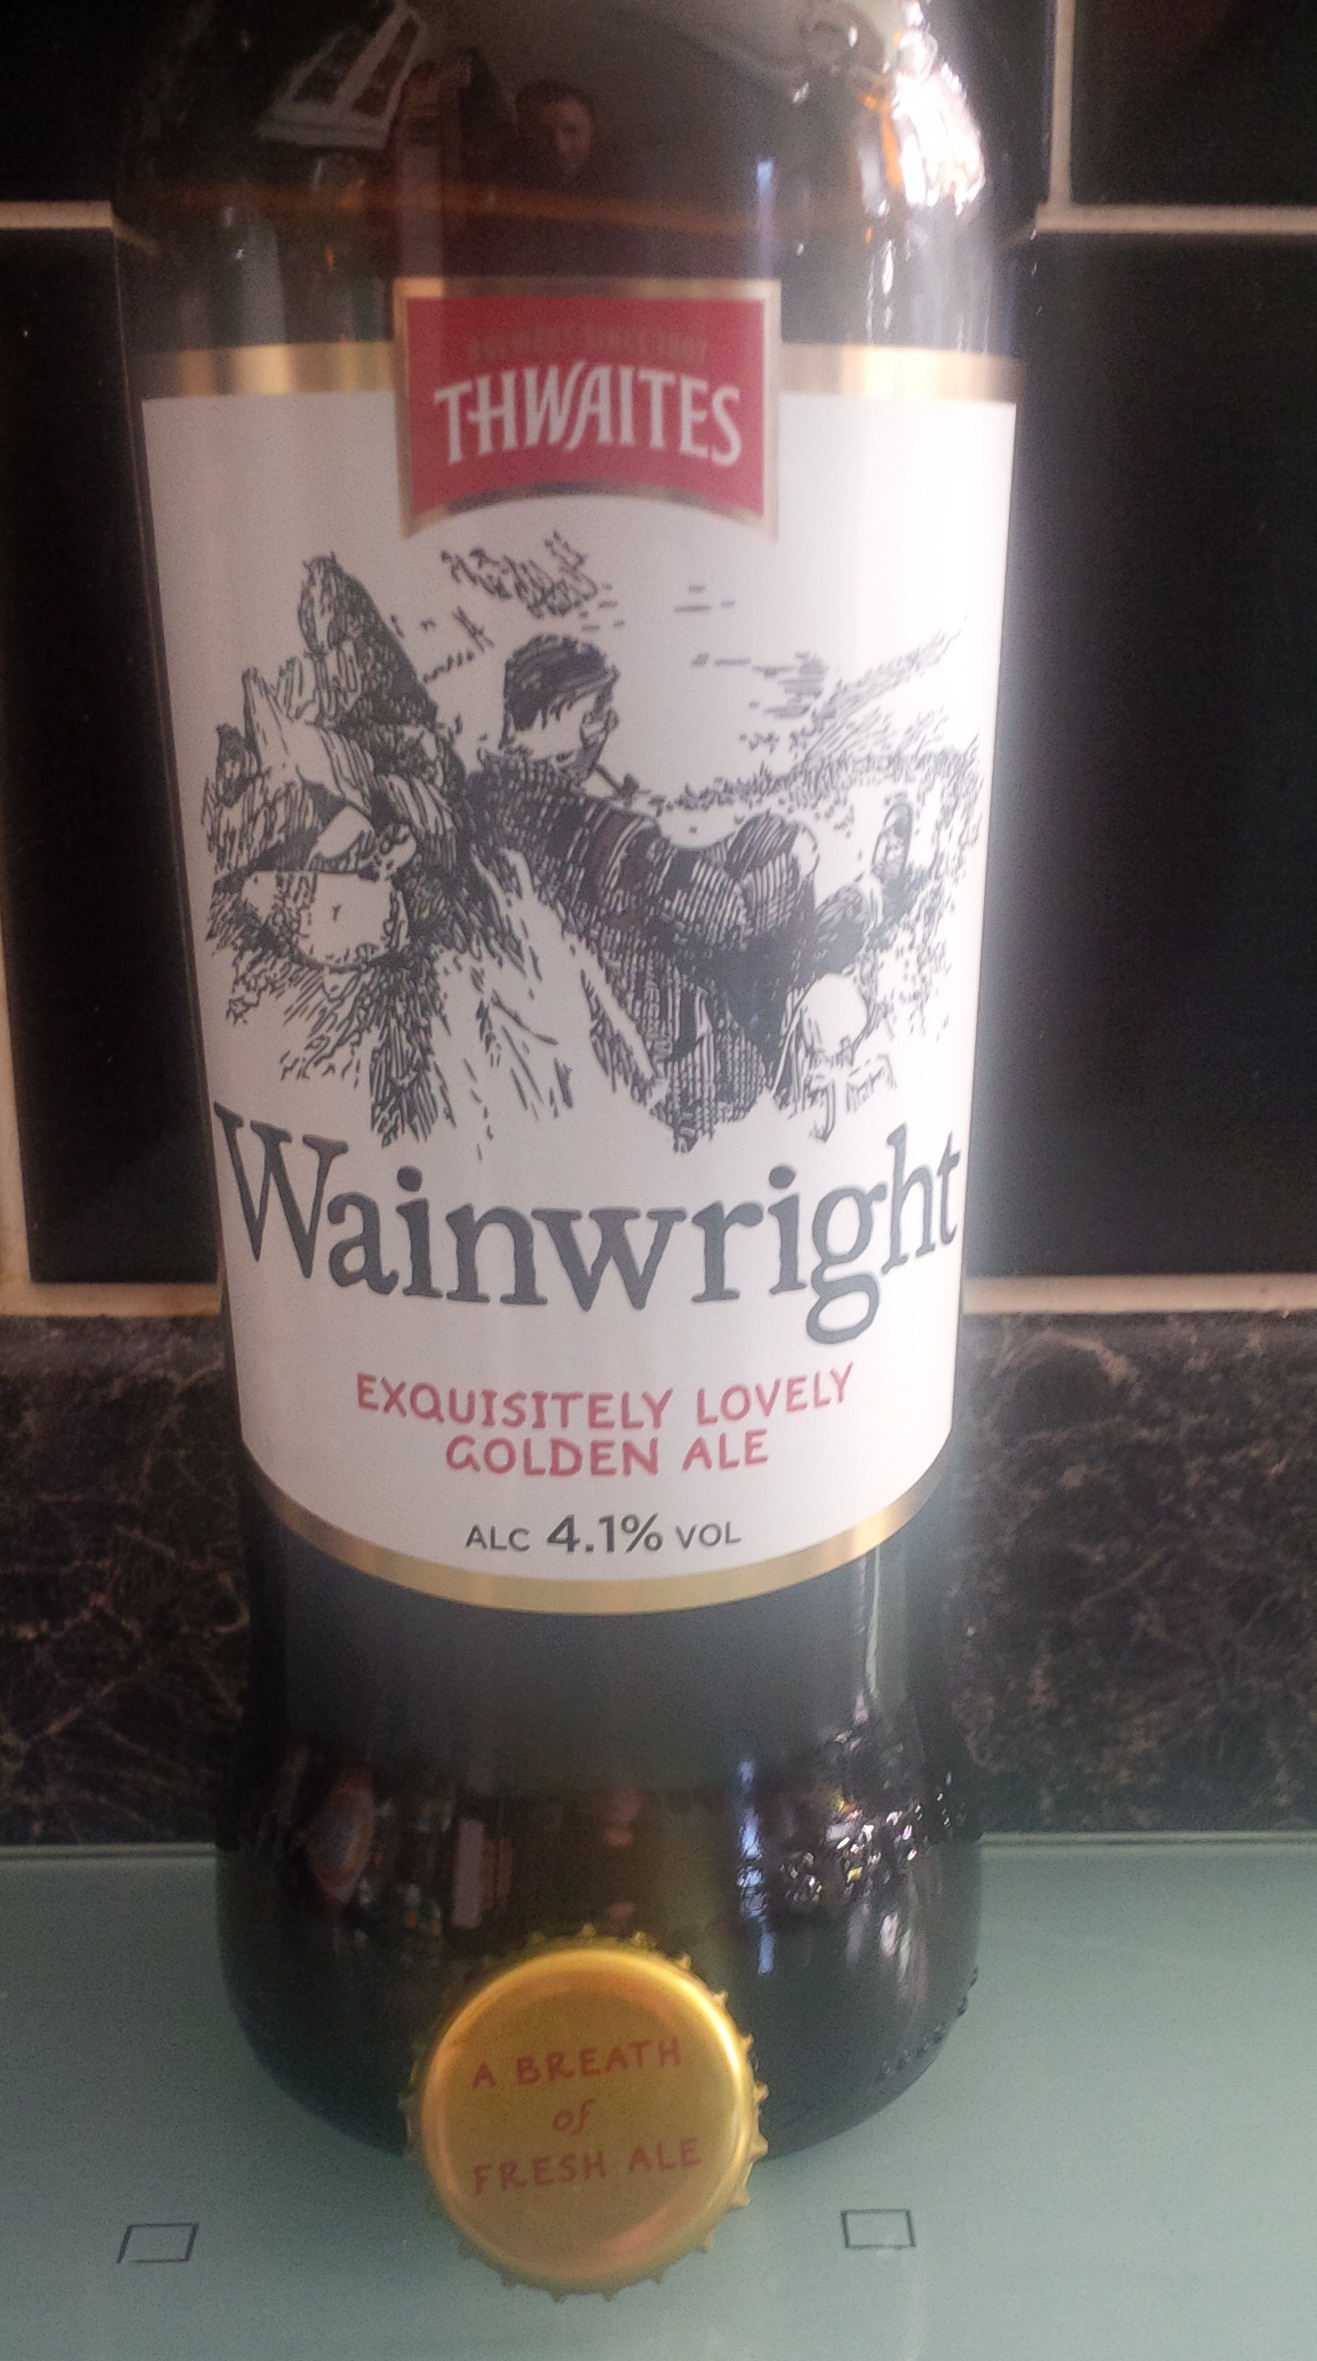 THWAITES
Wainwright
EXQUISITELY LOVELY
GOLDEN ALE
ALC 4.1% VOL
A BREATH
of
FRESH ALE